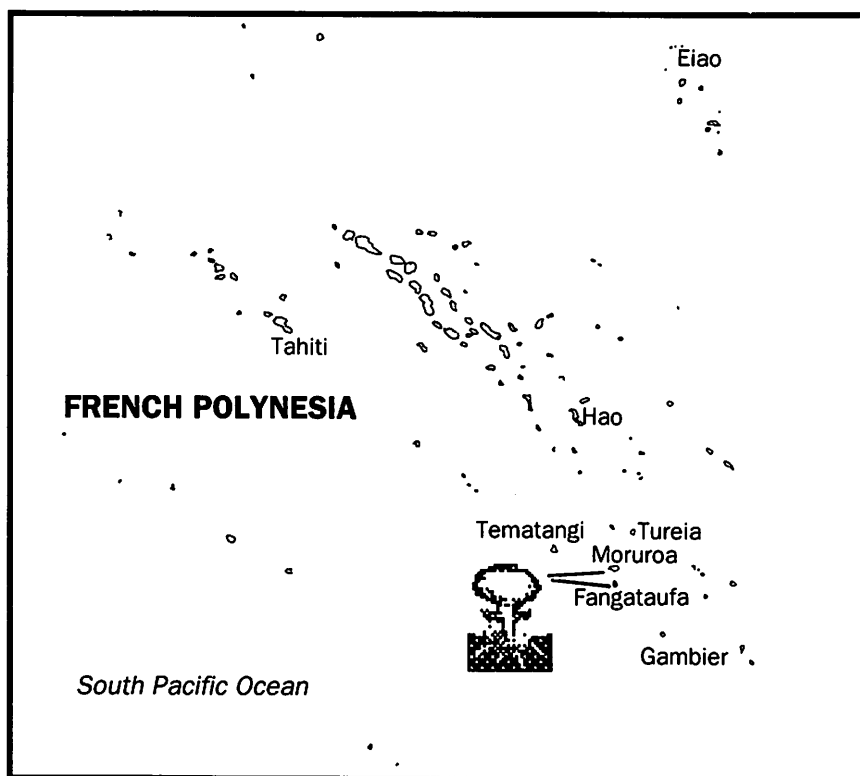 Eiao
Tahiti
FRENCH POLYNESIA
Hao
Tematangi
Tureia
Moruroa
Fangataufa
Gambier
South Pacific Ocean